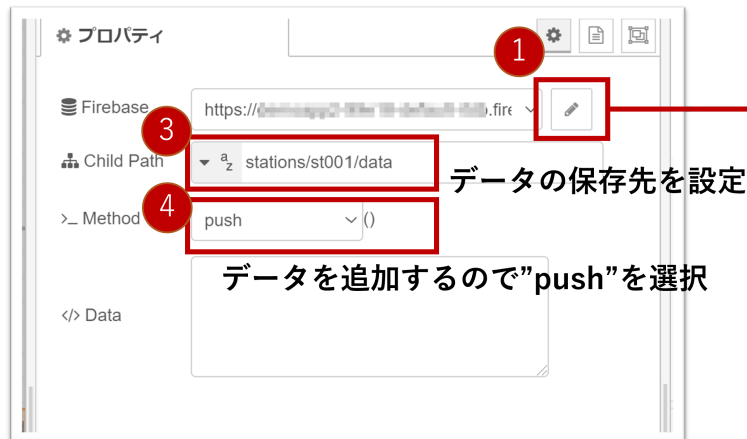 プロパティ
1
Firebase
https:// .fire
3
Child Path
a z stations/st001/data
データの保存先を設定
4
>_ Method
push
()
データを追加するので”push”を選択
</> Data